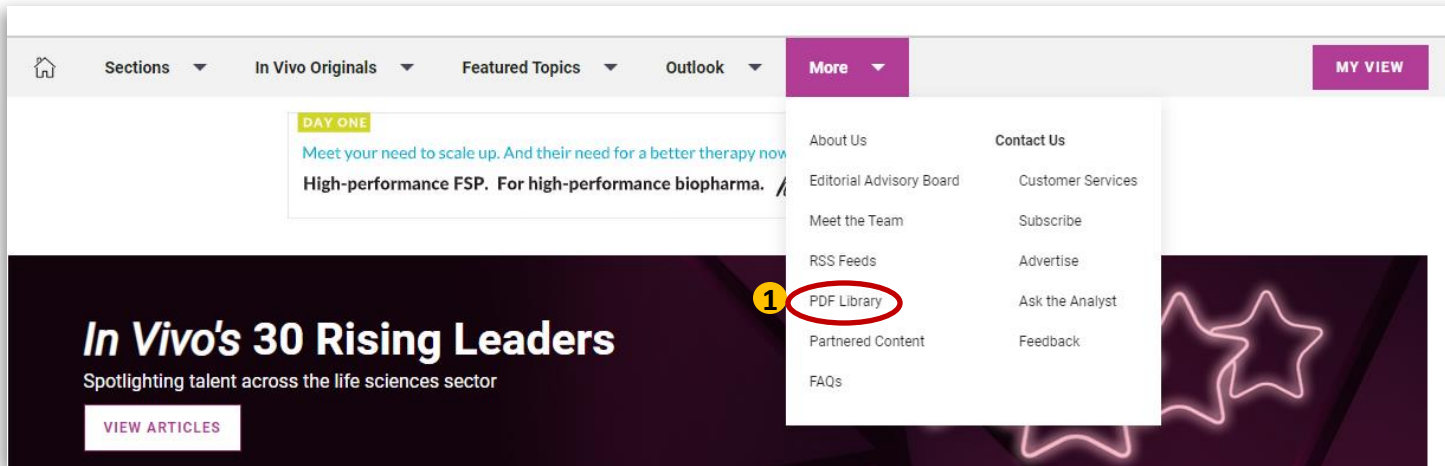 Sections
In Vivo Originals
Featured Topics
Outlook
More
MY VIEW
DAY ONE
Meet your need to scale up. And their need for a better therapy now
High-performance FSP. For high-performance biopharma.
About Us
Editorial Advisory Board
Meet the Team
RSS Feeds
1
PDF Library
Partnered Content
FAQs
Contact Us
Customer Services
Subscribe
Advertise
Ask the Analyst
Feedback
In Vivo's 30 Rising Leaders
Spotlighting talent across the life sciences sector
VIEW ARTICLES